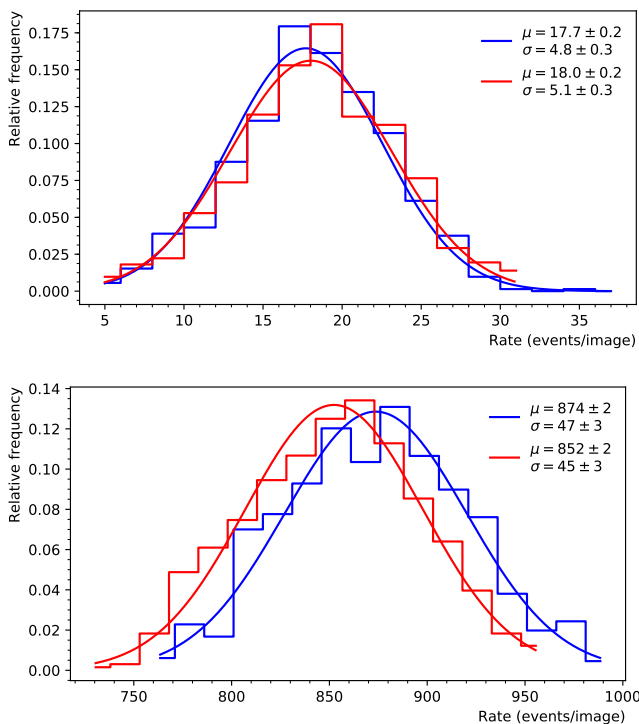 Relative frequency
0.175
0.150
0.125
0.100
0.075
0.050
0.025
0.000
μ = 17.7 ± 0.2
σ = 4.8 ± 0.3
μ = 18.0 ± 0.2
σ = 5.1 ± 0.3
5 10 15 20 25 30 35
Rate (events/image)
Relative frequency
0.14
0.12
0.10
0.08
0.06
0.04
0.02
0.00
μ = 874 ± 2
σ = 47 ± 3
μ = 852 ± 2
σ = 45 ± 3
750 800 850 900 950 1000
Rate (events/image)